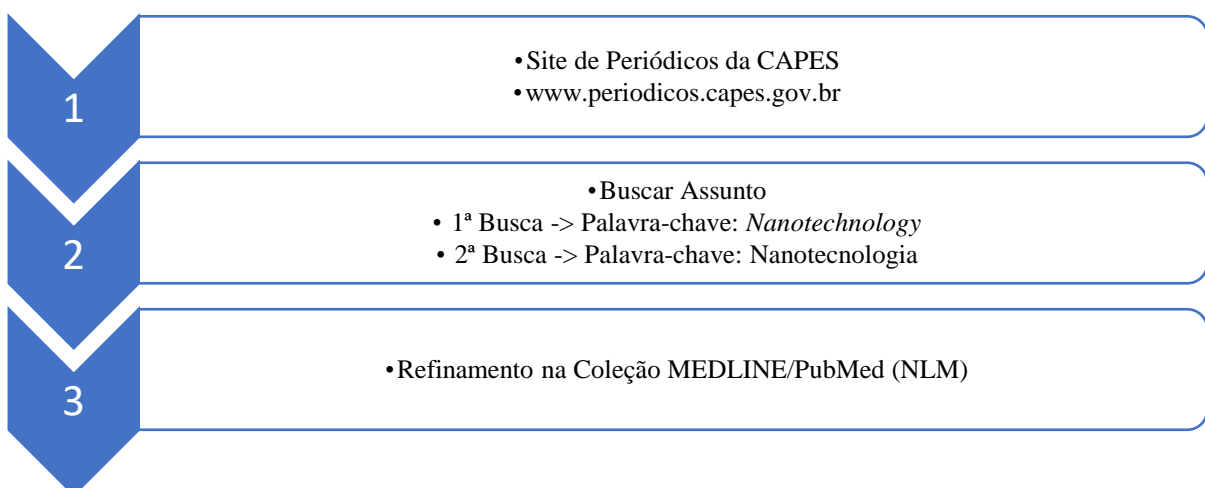 1
•Site de Periódicos da CAPES
•www.periodicos.capes.gov.br
2
•Buscar Assunto
• 1ª Busca -> Palavra-chave: Nanotechnology
• 2ª Busca -> Palavra-chave: Nanotecnologia
3
•Refinamento na Coleção MEDLINE/PubMed (NLM)